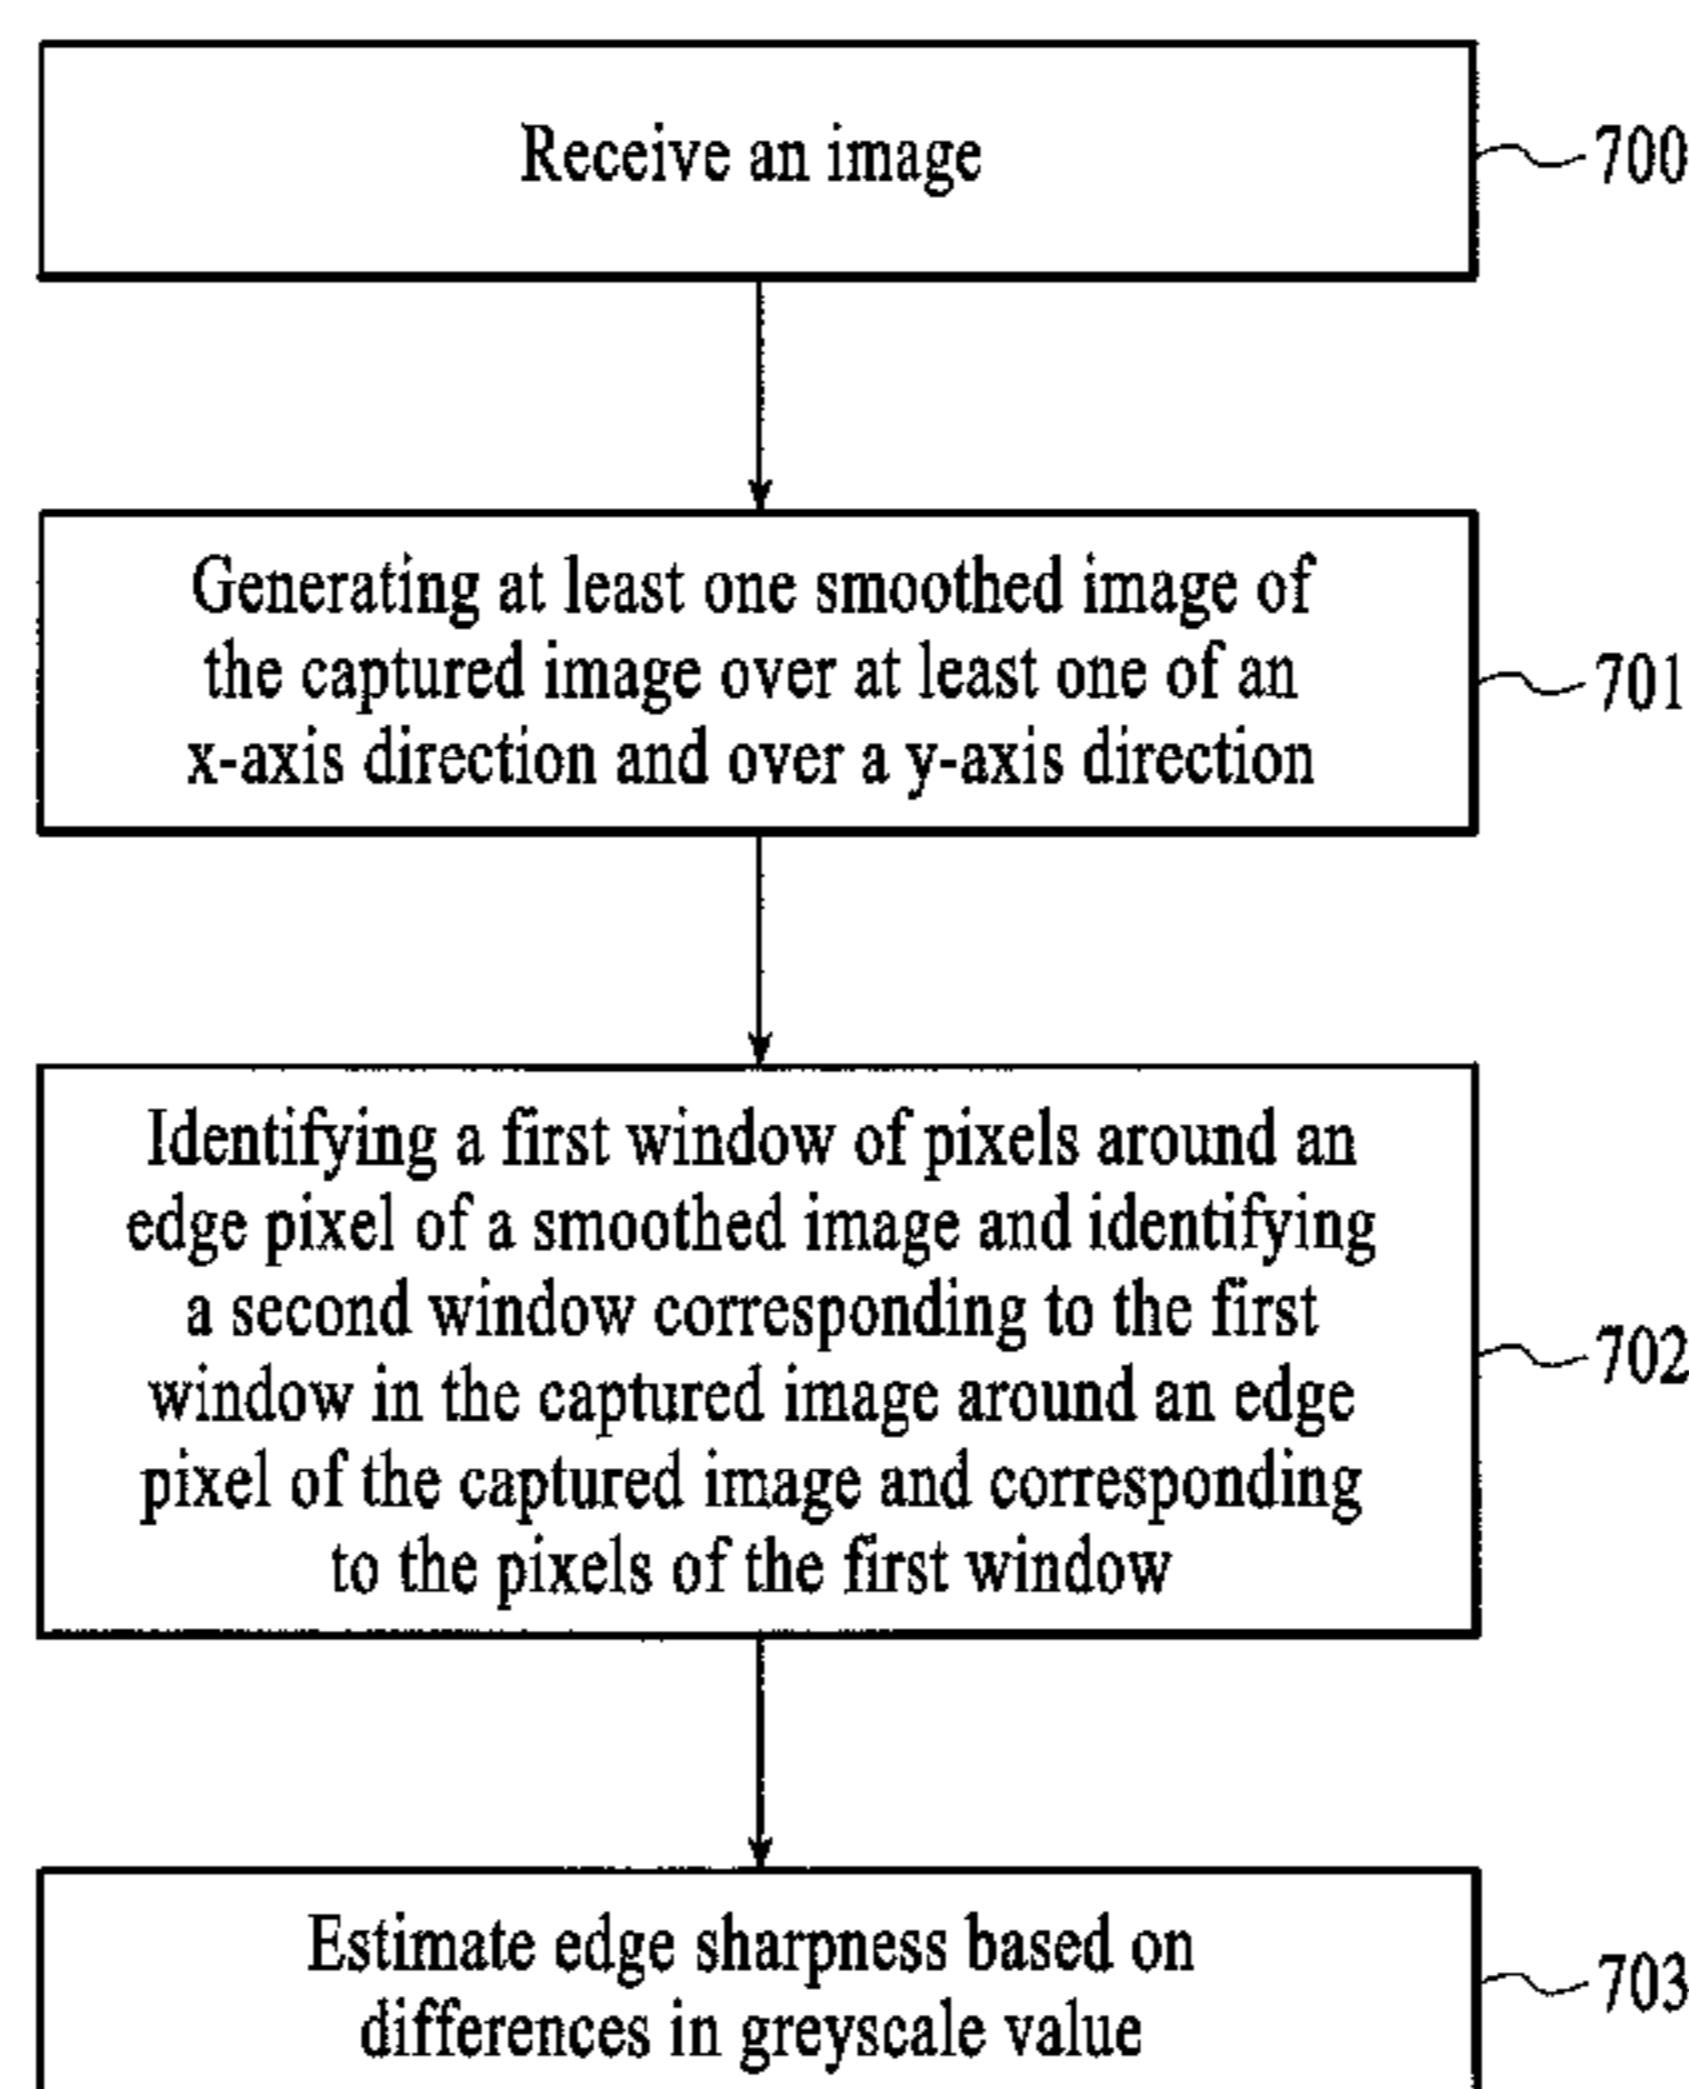 Receive an image
700
Generating at least one smoothed image of
the captured image over at least one of an
x-axis direction and over a y-axis direction
701
Identifying a first window of pixels around an
edge pixel of a smoothed image and identifying
a second window corresponding to the first
window in the captured image around an edge
pixel of the captured image and corresponding
to the pixels of the first window
702
Estimate edge sharpness based on
differences in greyscale value
703